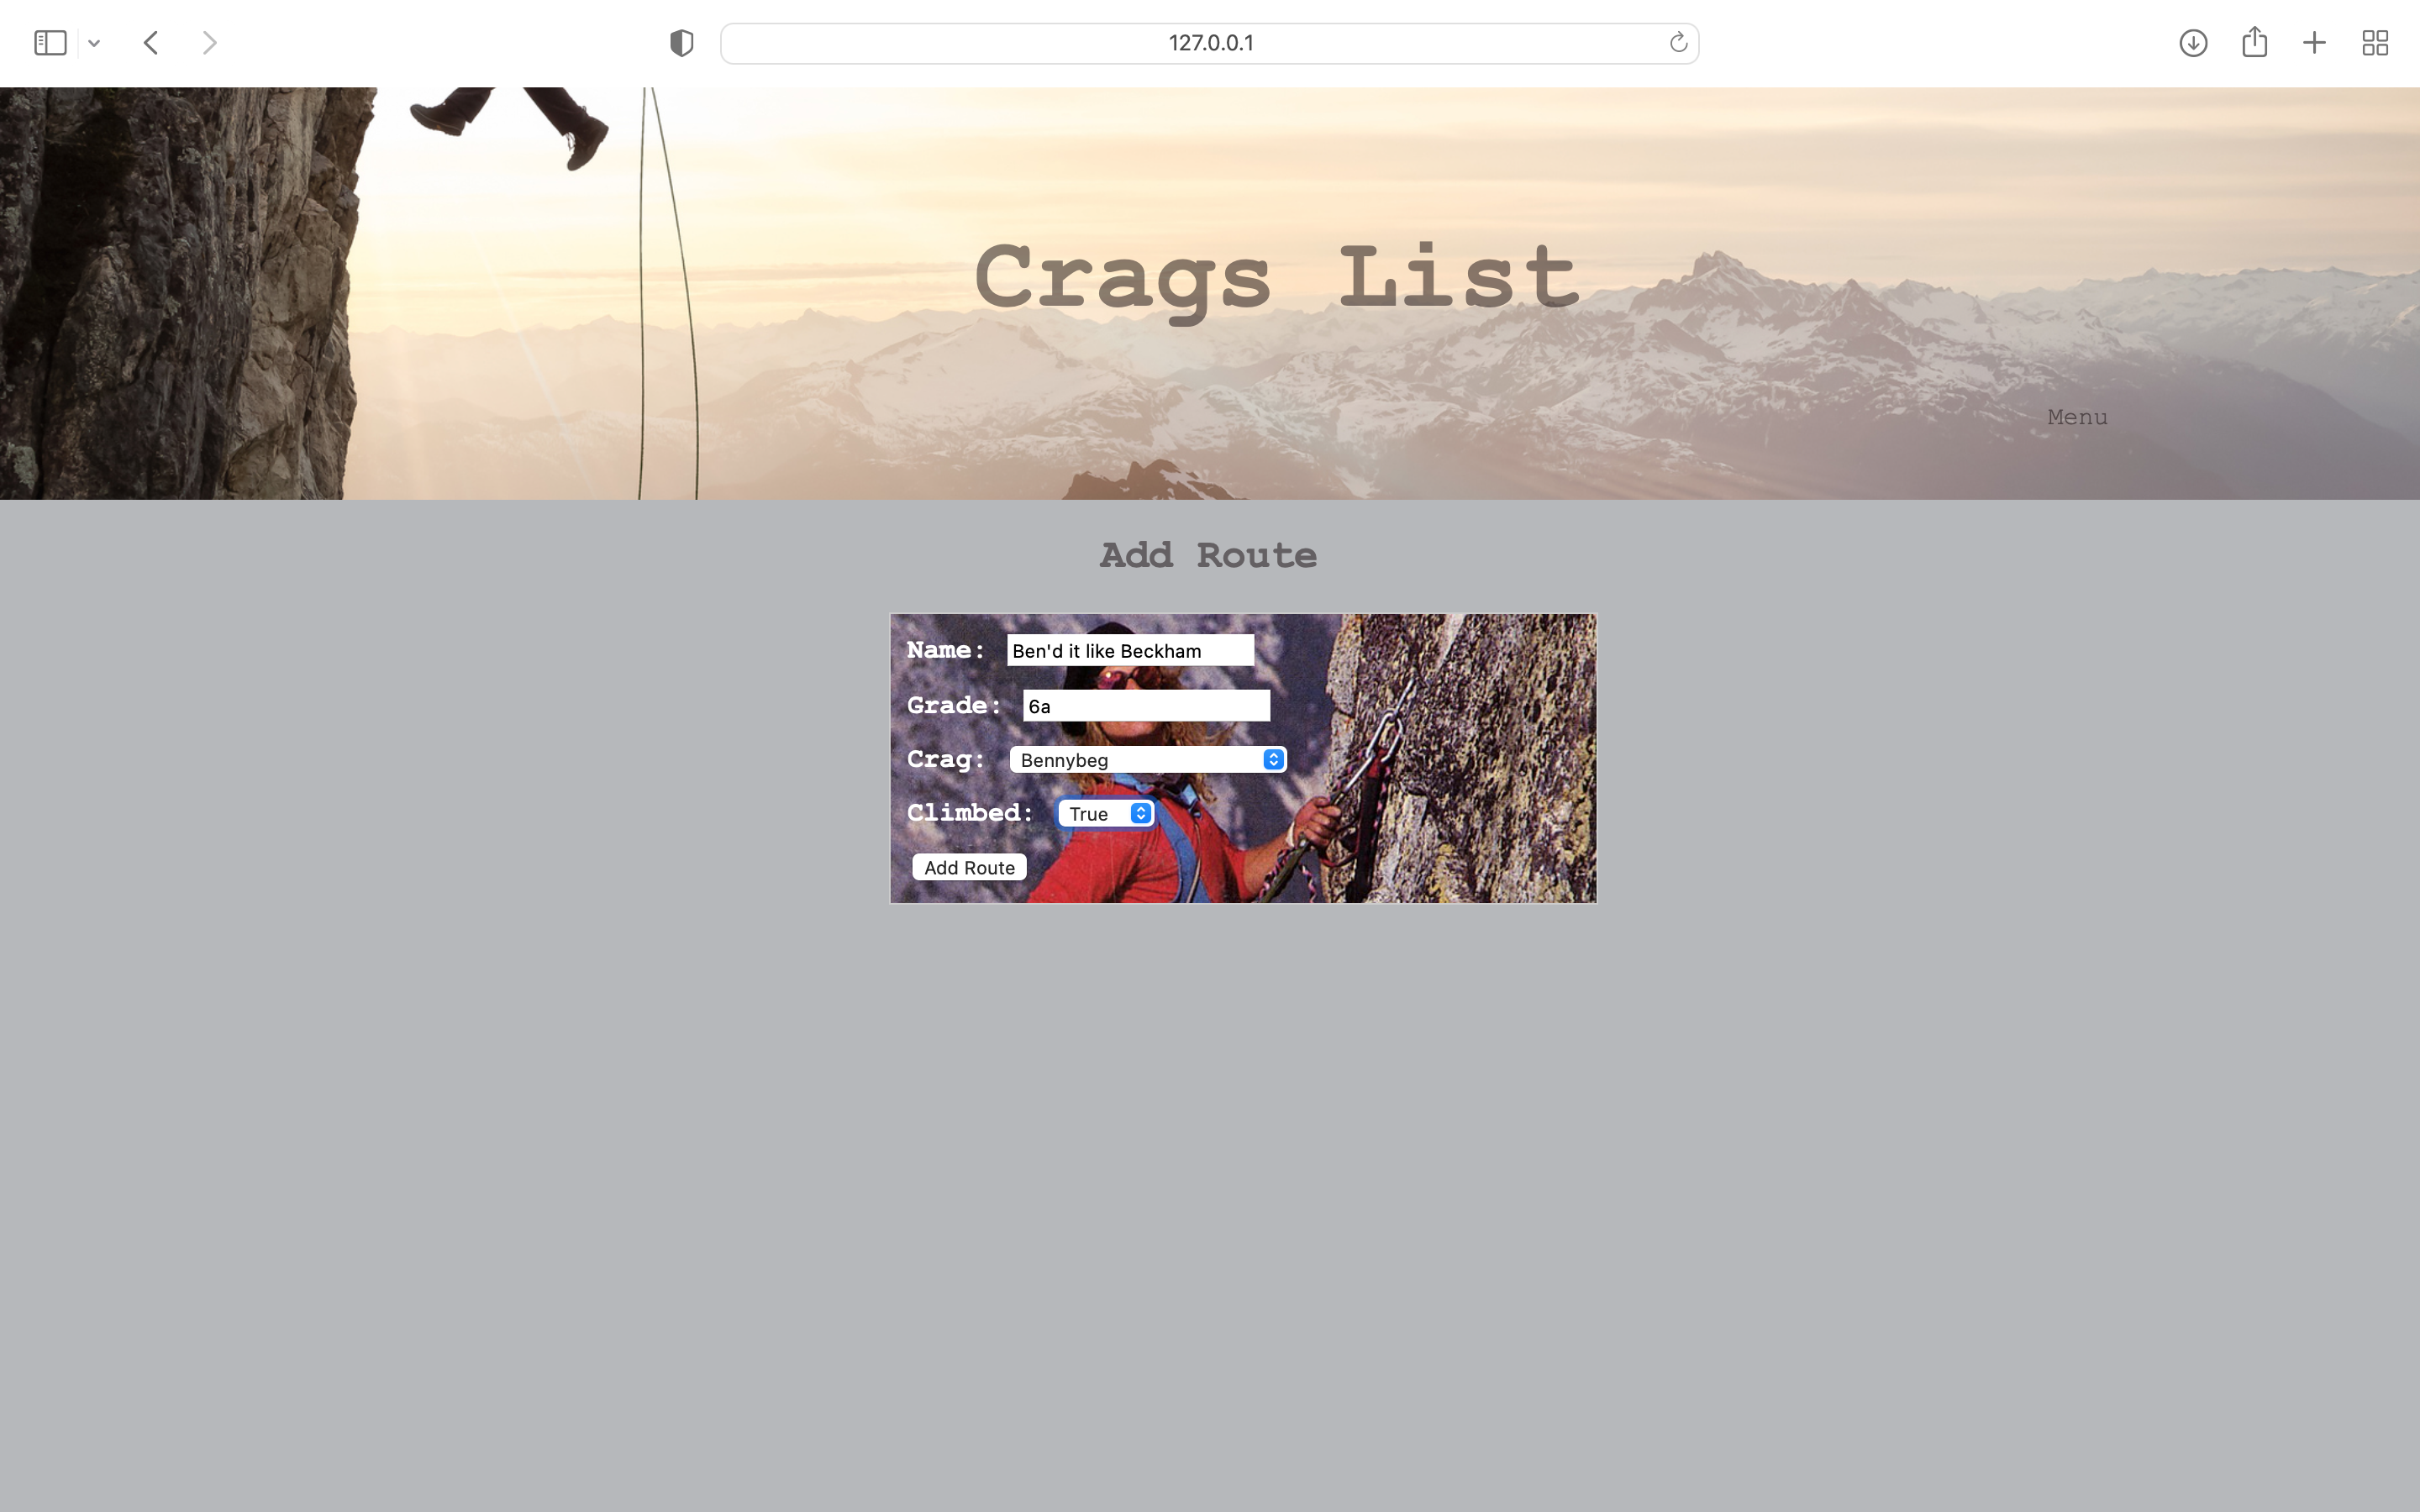 127.0.0.1
Crags List
Menu
Add Route
Name: Ben'd it like Beckham
Grade: 6a
Crag: Bennybeg
Climbed: True
Add Route